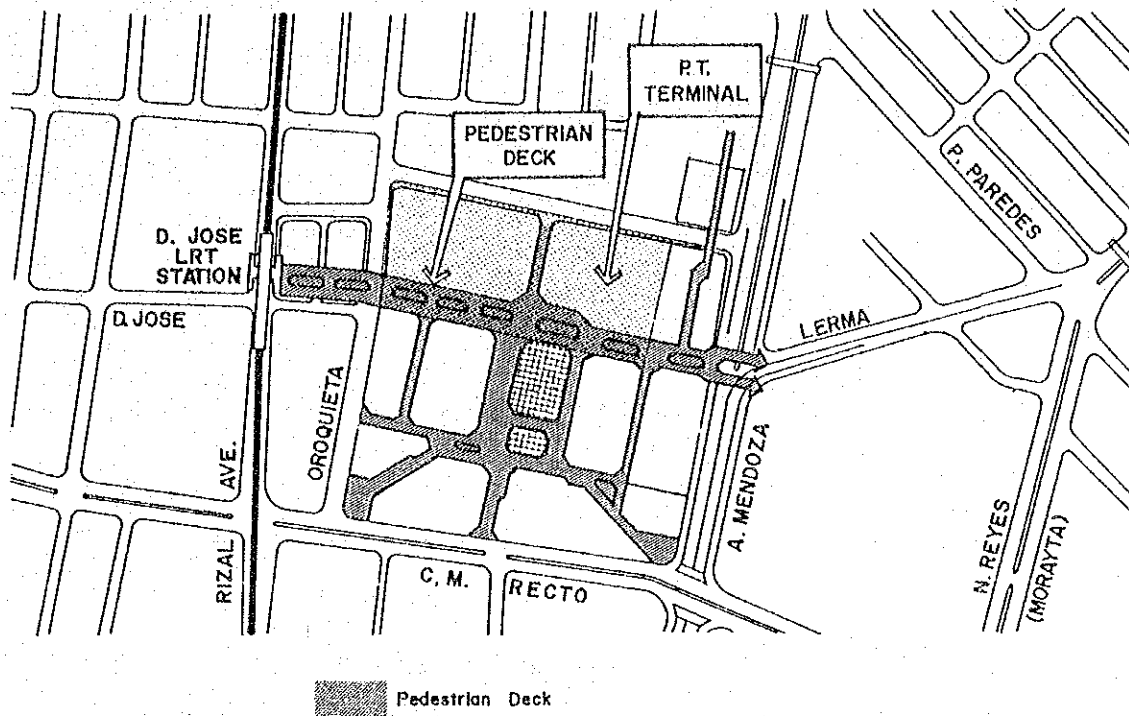 P.T.
TERMINAL
PEDESTRIAN
DECK
P. PAREDES
D. JOSE
LRT
STATION
D. JOSE
LERMA
OROQUIETA
AVE.
RIZAL
A. MENDOZA
N. REYES
(MORAYTA)
C. M. RECTO
Pedestrian Deck